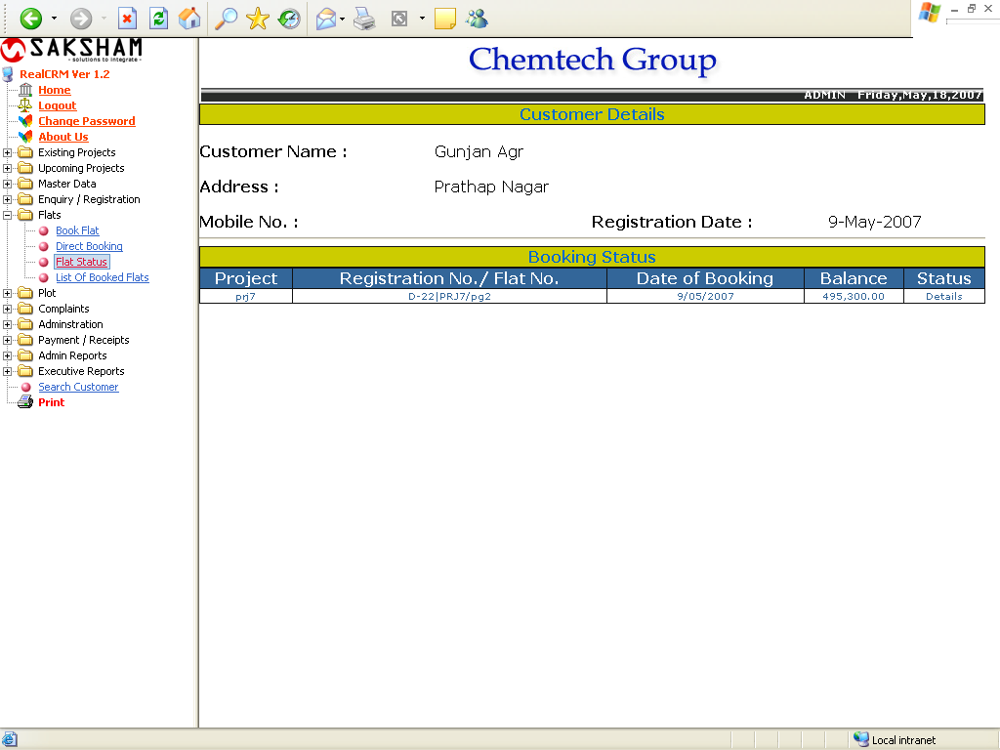 SAKSHAM
- solutions to integrate -
RealCRM Ver 1.2
Home
Logout
Change Password
About Us
Existing Projects
Upcoming Projects
Master Data
Enquiry / Registration
Flats
Book Flat
Direct Booking
Flat Status
List Of Booked Flats
Plot
Complaints
Adminstration
Payment / Receipts
Admin Reports
Executive Reports
Search Customer
Print
Chemtech Group
ADMIN Friday,May,18,2007
Customer Details
Customer Name : Gunjan Agr
Address : Prathap Nagar
Mobile No. : Registration Date : 9-May-2007
Booking Status
Project Registration No./ Flat No. Date of Booking Balance Status
prj7 D-22|PRJ7/pg2 9/05/2007 495,300.00 Details
Local intranet